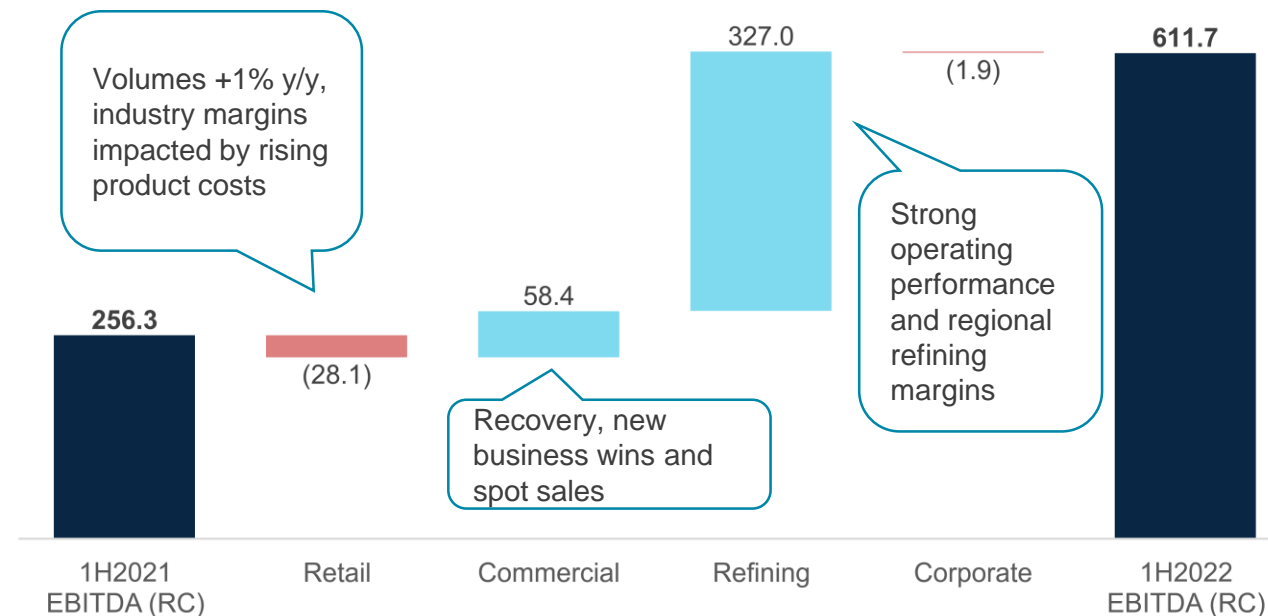 Volumes +1% y/y,
industry margins
impacted by rising
product costs
327.0
(1.9)
611.7
Strong
operating
performance
and regional
refining
margins
256.3
(28.1)
58.4
Recovery, new
business wins and
spot sales
1H2021
EBITDA (RC)
Retail
Commercial
Refining
Corporate
1H2022
EBITDA (RC)